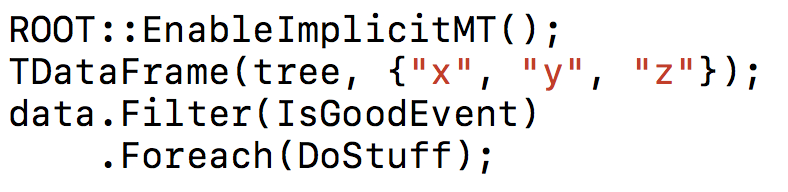 ROOT::EnableImplicitMT();
TDataFrame(tree, {"x", "y", "z"});
data.Filter(IsGoodEvent)
    .Foreach(DoStuff);